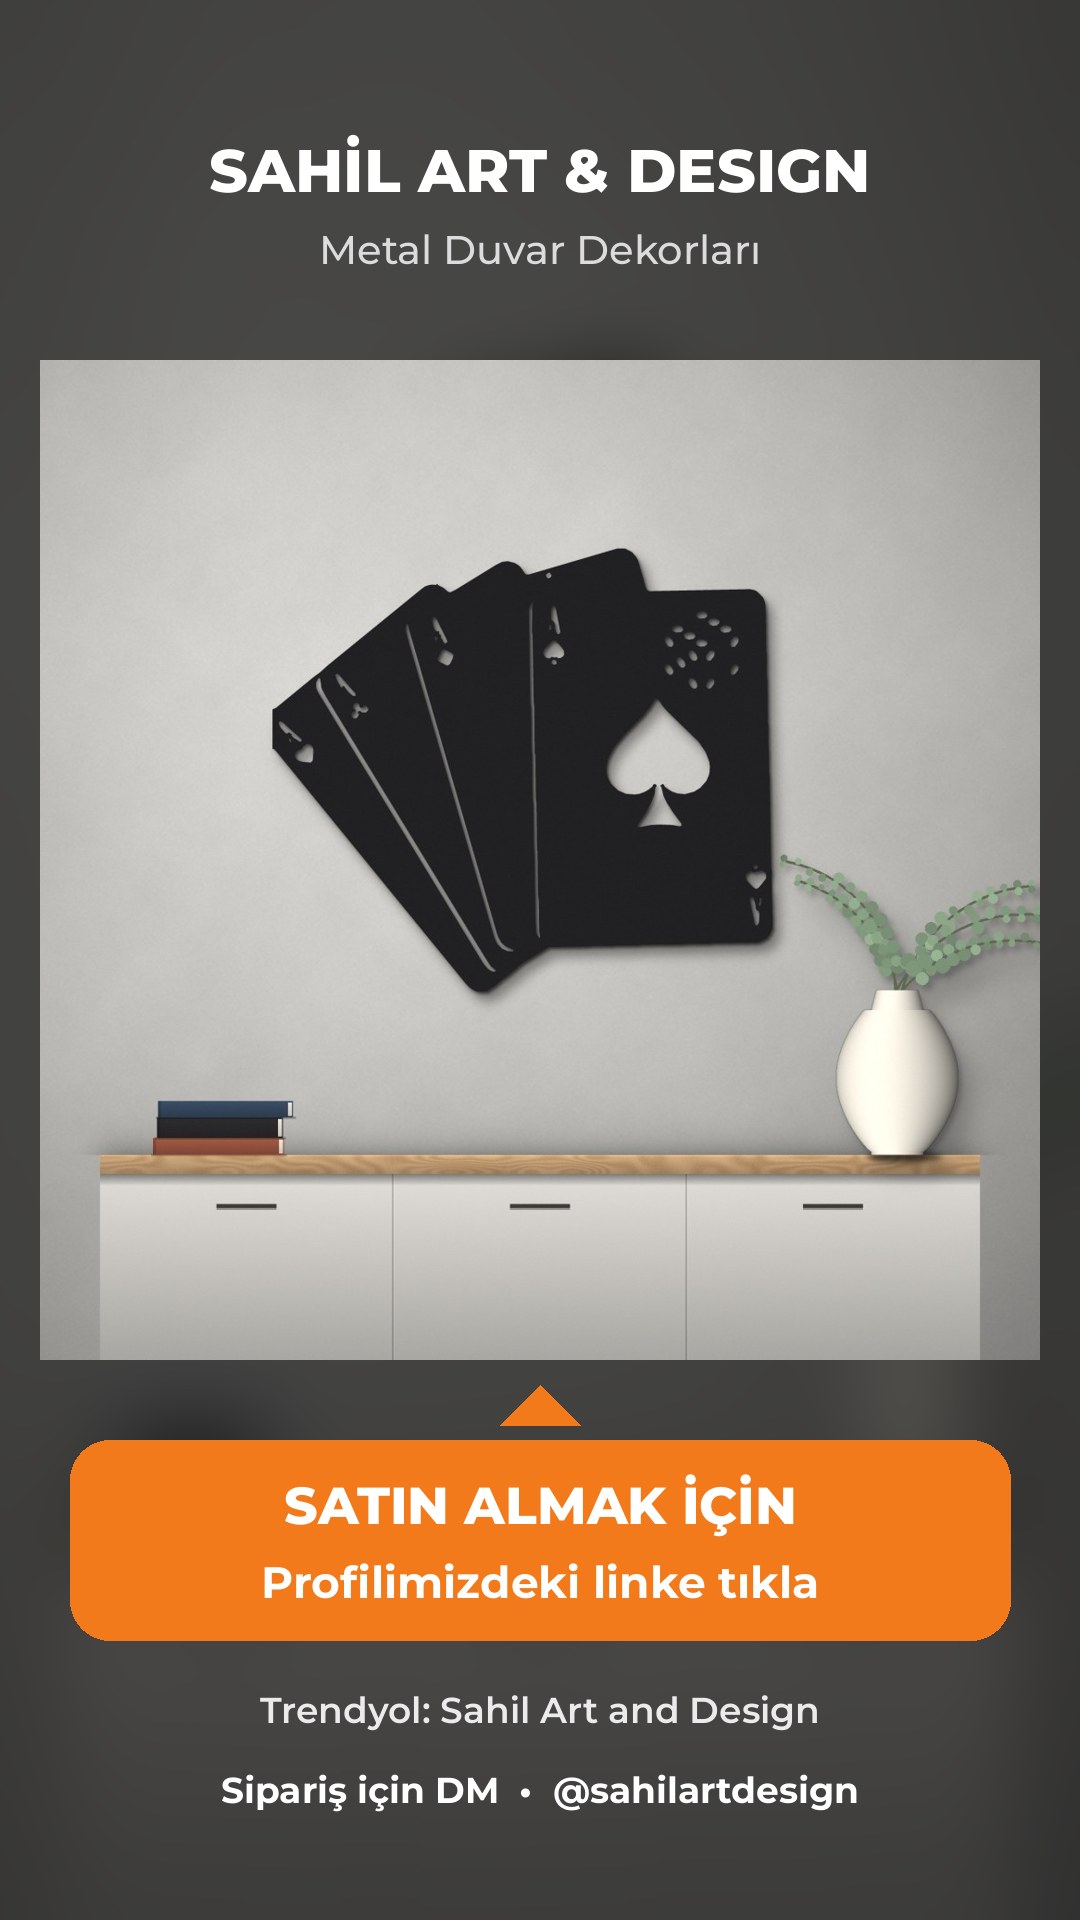 SAHİL ART & DESIGN
Metal Duvar Dekorları
SATIN ALMAK İÇİN
Profilimizdeki linke tıkla
Trendyol: Sahil Art and Design
Sipariş için DM • @sahilartdesign